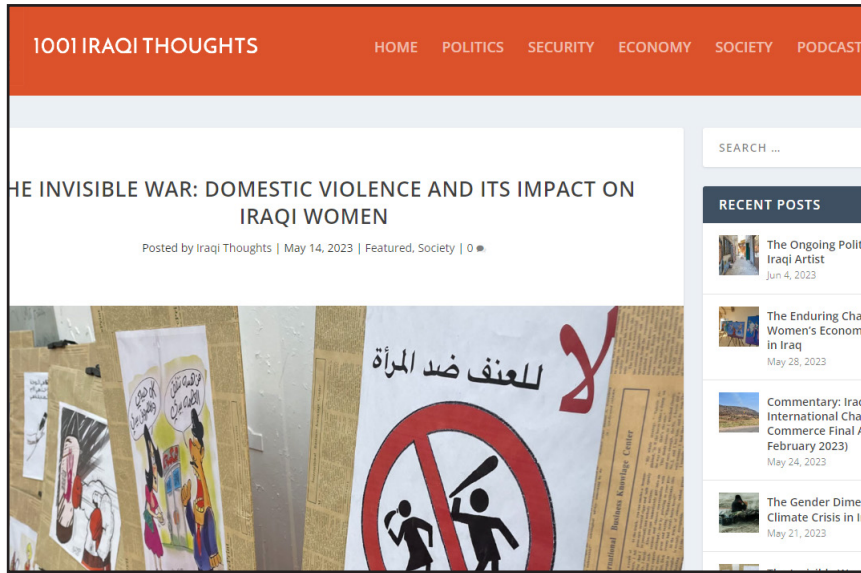 1001 IRAQI THOUGHTS
HOME POLITICS SECURITY ECONOMY SOCIETY PODCAST
HE INVISIBLE WAR: DOMESTIC VIOLENCE AND ITS IMPACT ON
IRAQI WOMEN
Posted by Iraqi Thoughts | May 14, 2023 | Featured, Society | 0
لا
للعنف ضد المرأة
Business Knowledge Center
SEARCH ...
RECENT POSTS
The Ongoing Polit
Iraqi Artist
Jun 4, 2023
The Enduring Cha
Women's Econom
in Iraq
May 28, 2023
Commentary: Irac
International Cha
Commerce Final A
February 2023)
May 24, 2023
The Gender Dime
Climate Crisis in I
May 21, 2023